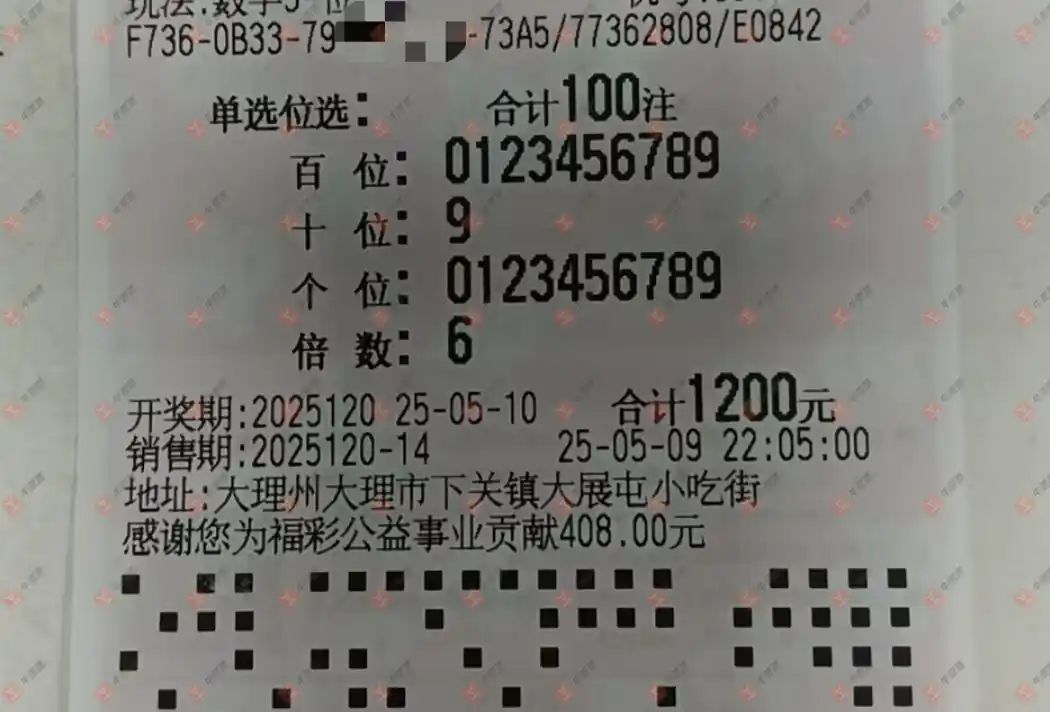 F736-0B33-79 -73A5/77362808/E0842
单选位选: 合计100注
百 位: 0123456789
十 位: 9
个 位: 0123456789
倍 数: 6
开奖期:2025120 25-05-10 合计1200元
销售期:2025120-14 25-05-09 22:05:00
地址:大理州大理市下关镇大展屯小吃街
感谢您为福彩公益事业贡献408.00元